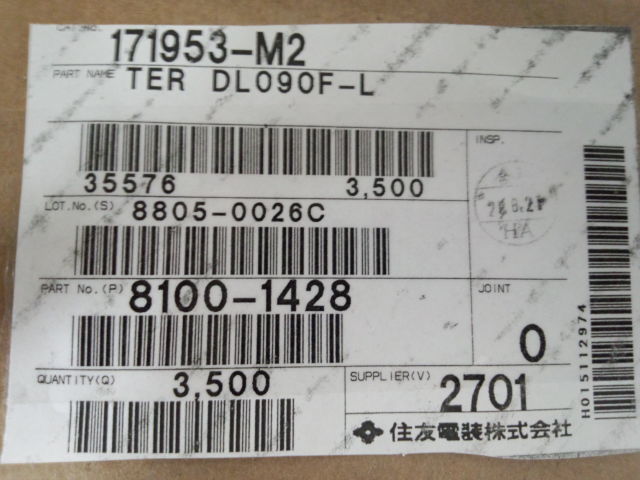 171953-M2
PART NAME TER DL090F-L
35576 3,500
INSP.
LOT.No.(S) 8805-0026C
HA
PART No.(P) 8100-1428
JOINT
0
H015112974
QUANTITY(Q) 3,500
SUPPLIER(V) 2701
住友電装株式会社